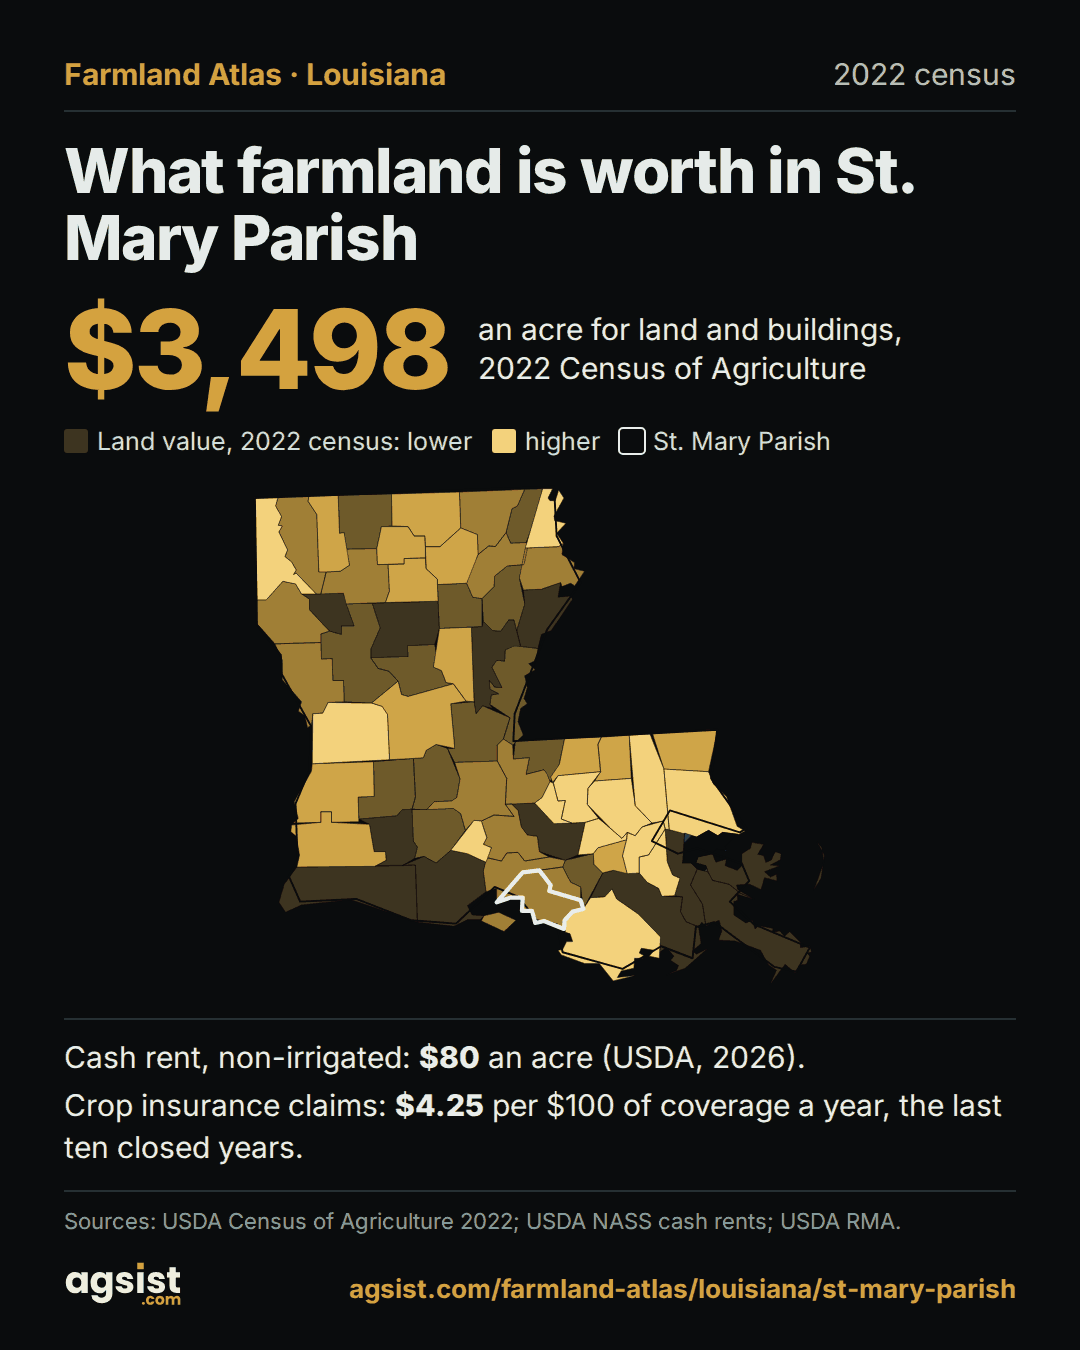 Farmland Atlas · Louisiana
2022 census
What farmland is worth in St.
Mary Parish
$3,498
an acre for land and buildings,
2022 Census of Agriculture
Land value, 2022 census: lower
higher
St. Mary Parish
Cash rent, non-irrigated: $80 an acre (USDA, 2026).
Crop insurance claims: $4.25 per $100 of coverage a year, the last
ten closed years.
Sources: USDA Census of Agriculture 2022; USDA NASS cash rents; USDA RMA.
agsist
.com
agsist.com/farmland-atlas/louisiana/st-mary-parish